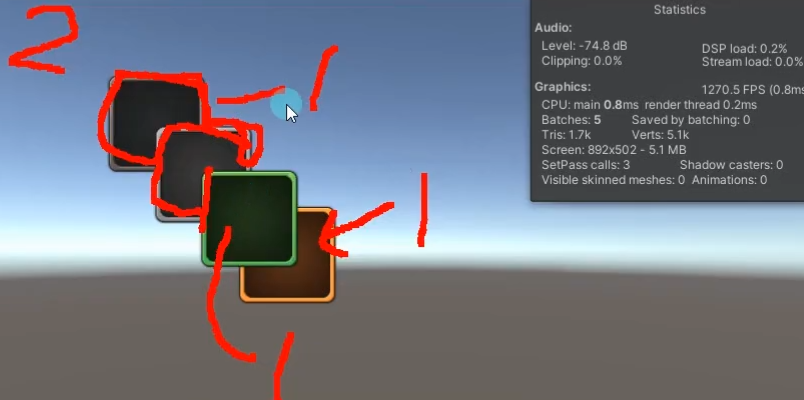 Statistics
2
Audio:
Level: -74.8 dB DSP load: 0.2%
Clipping: 0.0% Stream load: 0.0%
1
Graphics: 1270.5 FPS (0.8ms
CPU: main 0.8ms render thread 0.2ms
Batches: 5 Saved by batching: 0
Tris: 1.7k Verts: 5.1k
Screen: 892x502 - 5.1 MB
SetPass calls: 3 Shadow casters: 0
Visible skinned meshes: 0 Animations: 0
1
1